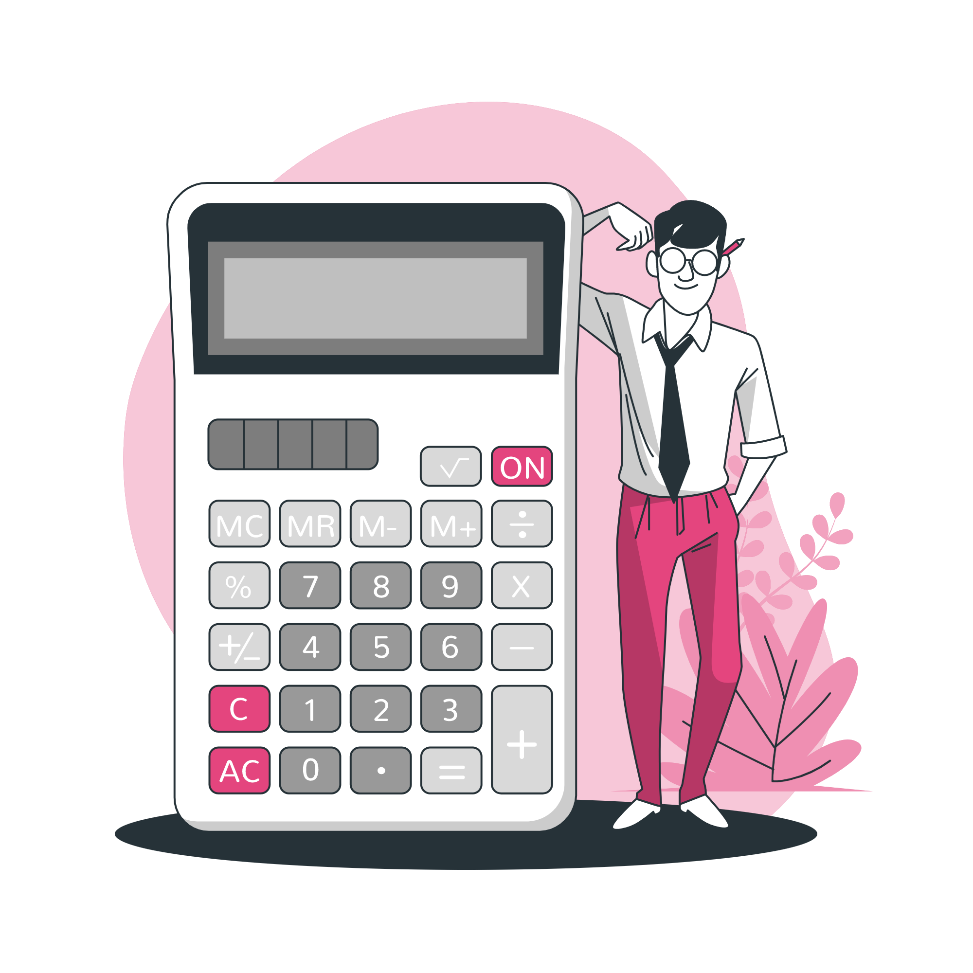 √ ON
MC MR M- M+ ÷
% 7 8 9 X
+/_ 4 5 6 −
C 1 2 3
+
AC 0 . =